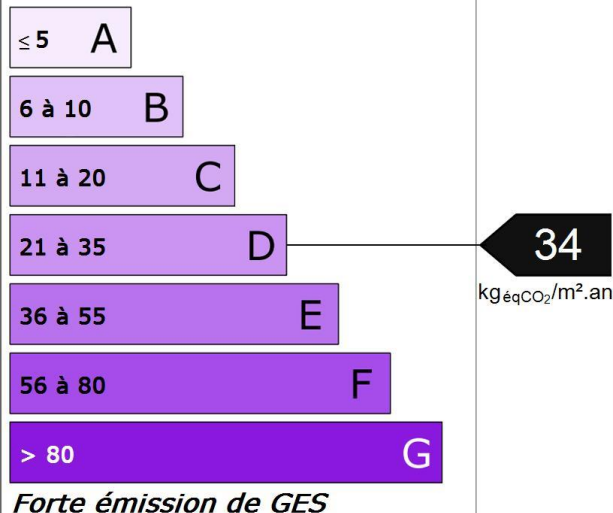 ≤ 5 A
6 à 10 B
11 à 20 C
21 à 35 D
34
kgéqCO₂/m².an
36 à 55 E
56 à 80 F
> 80 G
Forte émission de GES